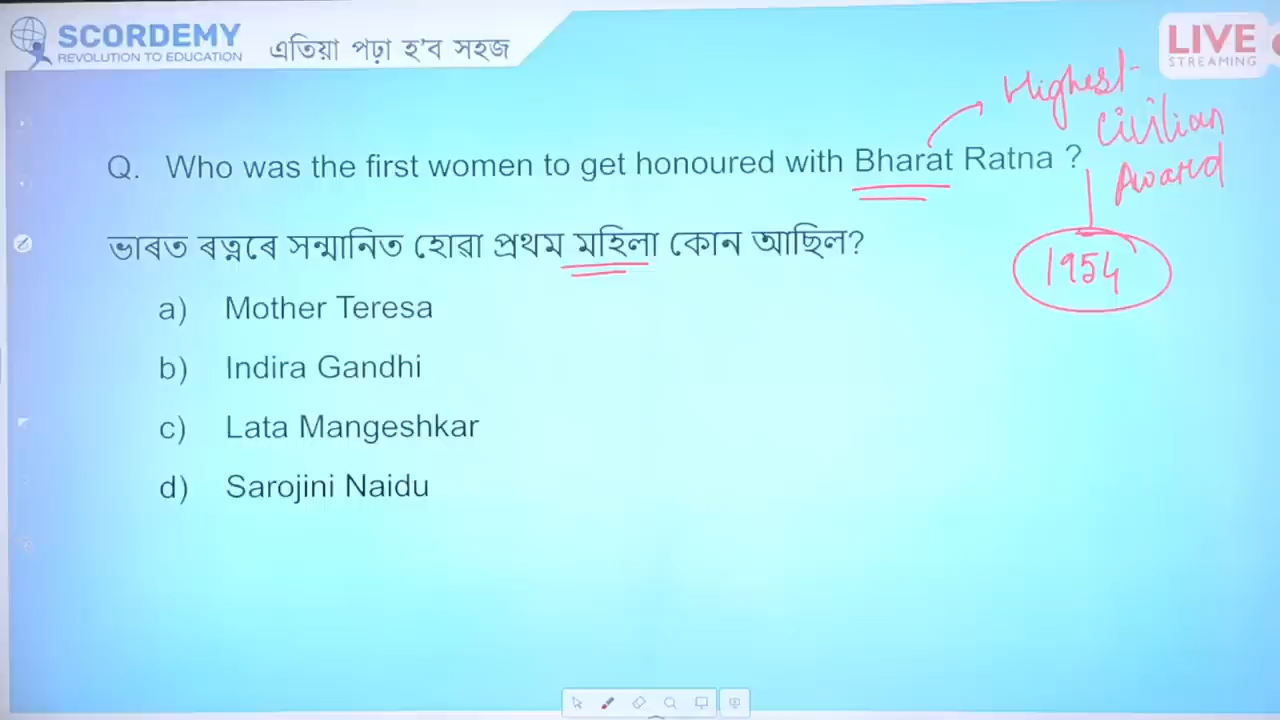 SCORDEMY
REVOLUTION TO EDUCATION
এতিয়া পঢ়া হ'ব সহজ
LIVE
STREAMING
Highest
Civilian
Award
Q. Who was the first women to get honoured with Bharat Ratna ?
1954
ভাৰত ৰত্নৰে সন্মানিত হোৱা প্ৰথম মহিলা কোন আছিল?
a) Mother Teresa
b) Indira Gandhi
c) Lata Mangeshkar
d) Sarojini Naidu